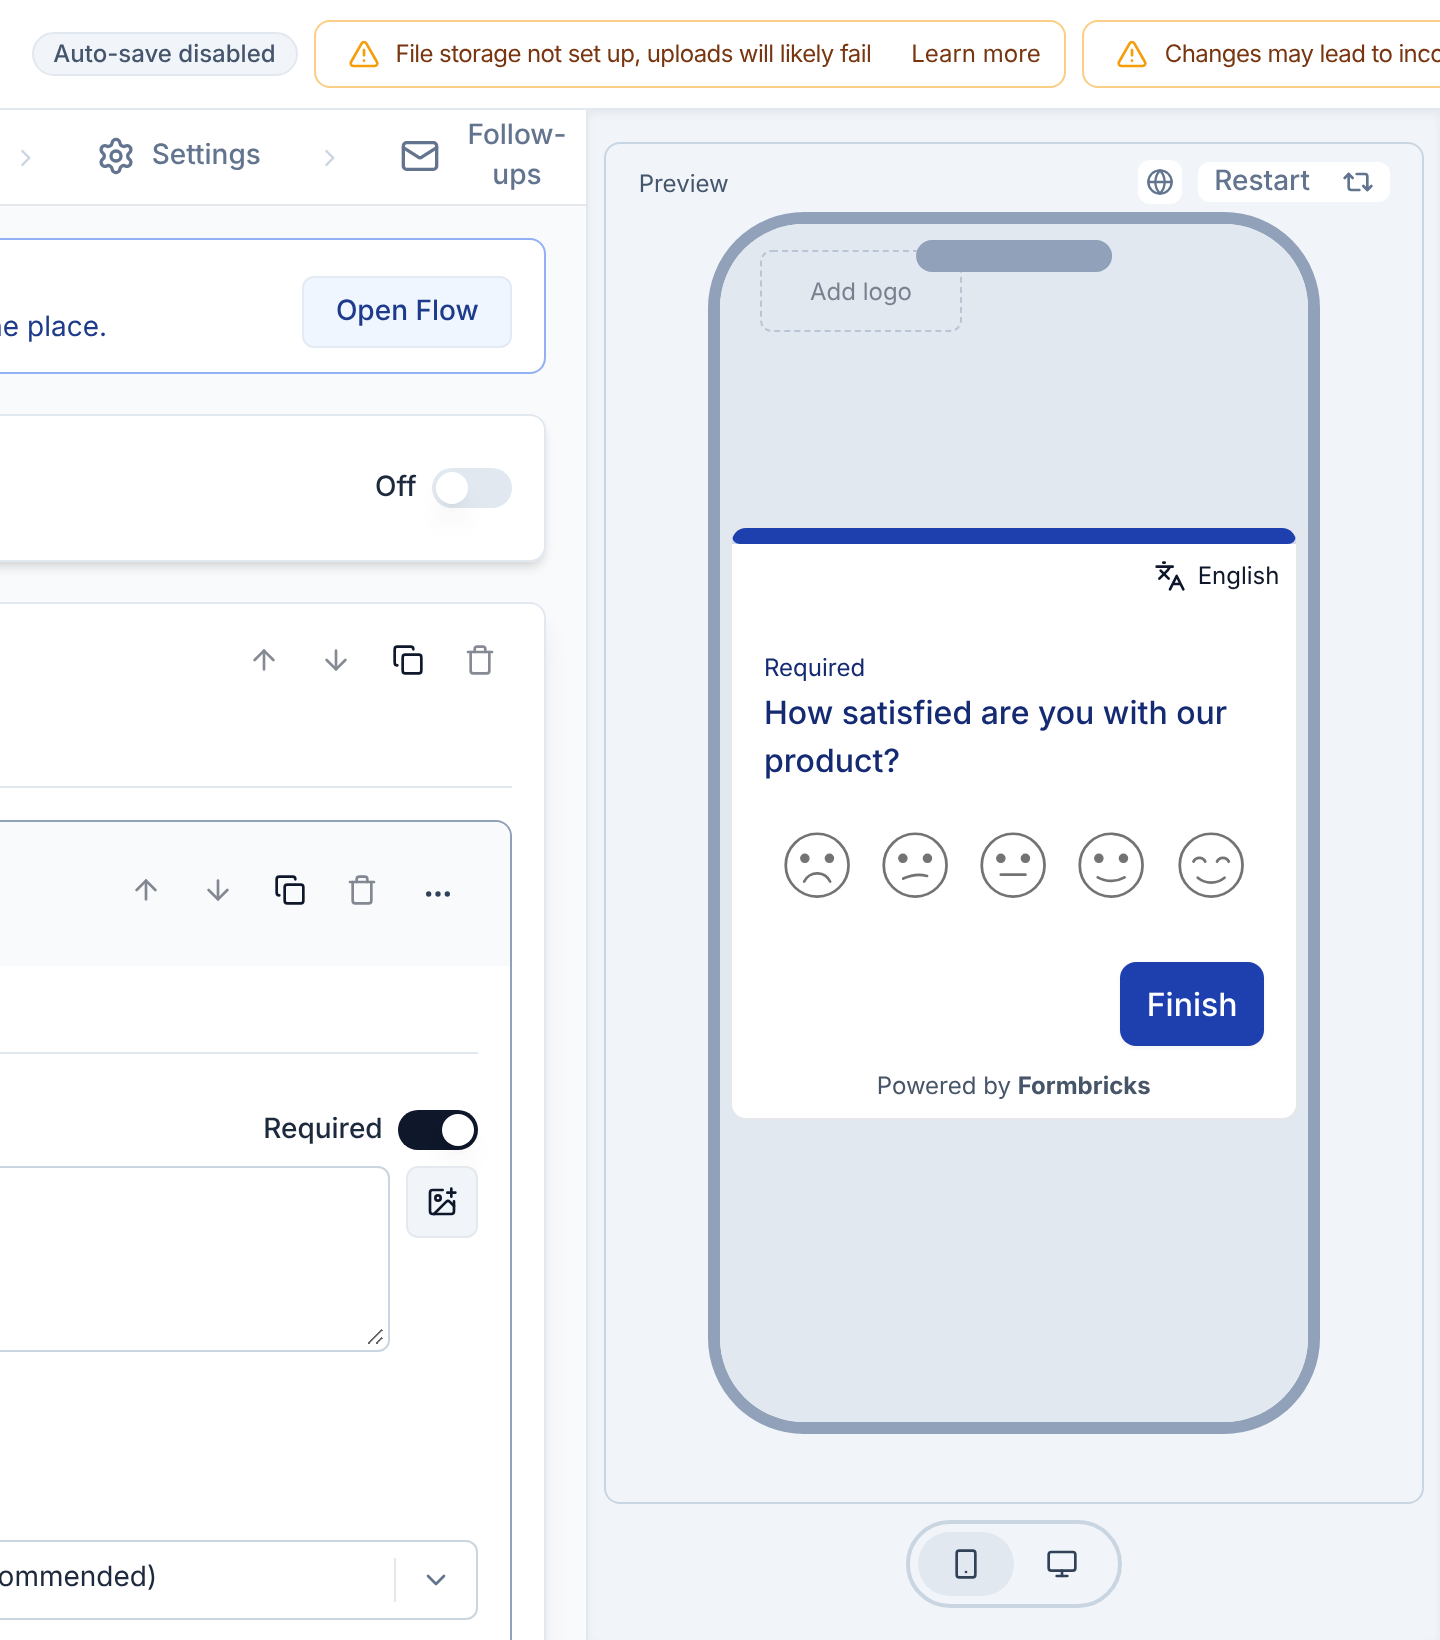 Auto-save disabled
File storage not set up, uploads will likely fail Learn more
Changes may lead to inco
Settings
Follow-
ups
e place.
Open Flow
Off
Required
ommended)
Preview
Restart
Add logo
English
Required
How satisfied are you with our
product?
Finish
Powered by Formbricks